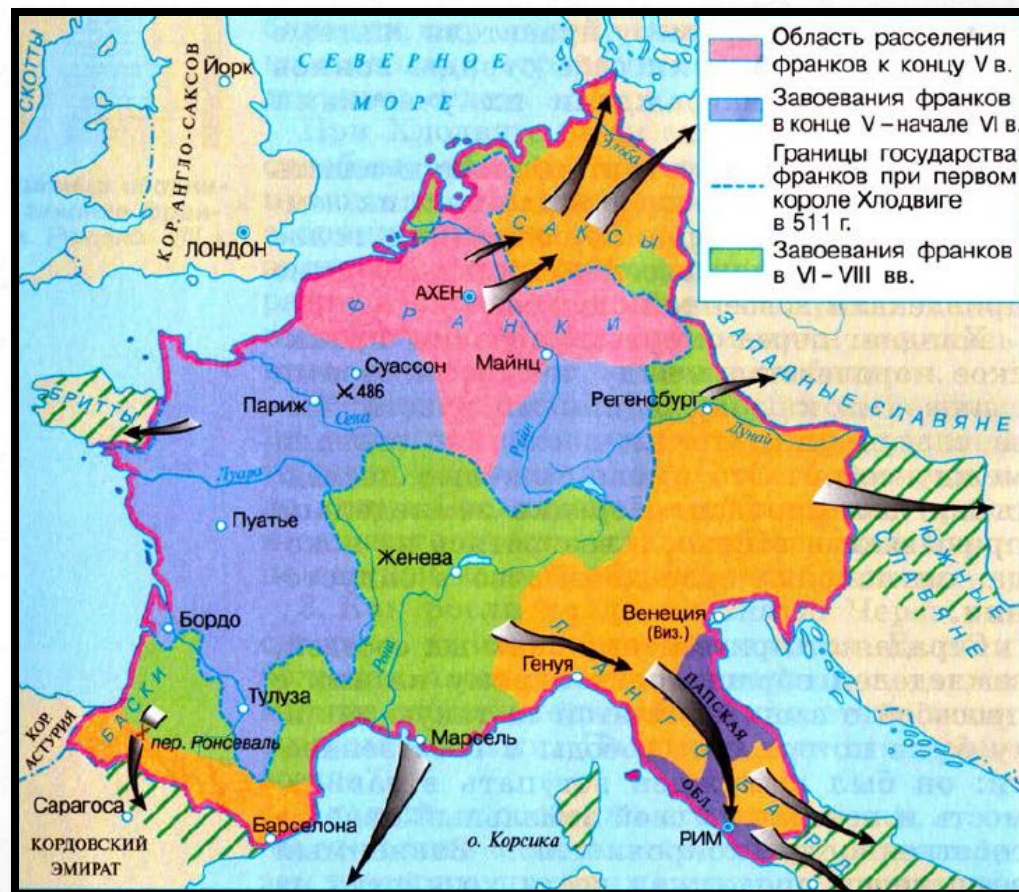 СКОТТЫ
Йорк
КОР. АНГЛО-САКСОВ
ЛОНДОН
СЕВЕРНОЕ
МОРЕ
Эльба
САКСЫ
АХЕН
ФРАНКИ
Майнц
Суассон
486
Париж
Сена
Рейн
Регенсburg
Дунай
ЗАПАДНЫЕ СЛАВЯНЕ
БРИТТЫ
Луара
Пуатье
Женева
ЮЖНЫЕ
СЛАВЯНЕ
Венеция
(Виз.)
Бордо
Рона
Генуя
ЛАНГОБАРДЫ
ПАПСКАЯ
ОБЛ.
Тулуза
БАСКИ
КОР.
АСТУРИЯ
пер. Ронсеваль
Марсель
Сарагоса
Барселона
о. Корсика
РИМ
КОРДОВСКИЙ
ЭМИРАТ
Область расселения
франков к концу V в.
Завоевания франков
в конце V – начале VI в.
Границы государства
франков при первом
короле Хлодвиге
в 511 г.
Завоевания франков
в VI – VIII вв.